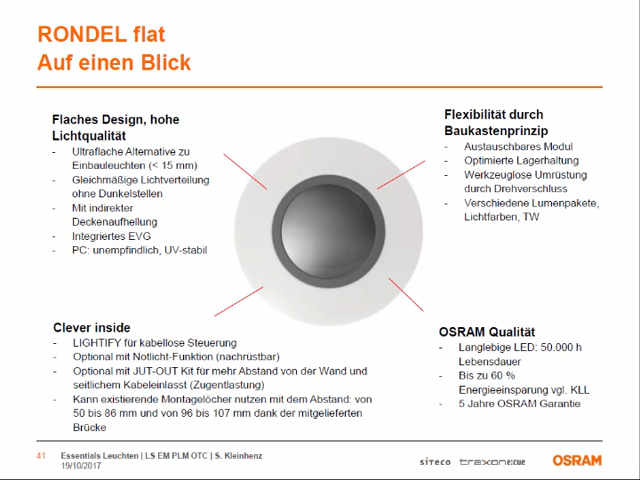 RONDEL flat
Auf einen Blick
Flaches Design, hohe
Lichtqualität
- Ultraflache Alternative zu
Einbauleuchten (< 15 mm)
- Gleichmäßige Lichtverteilung
ohne Dunkelstellen
- Mit indirekter
Deckenaufhellung
- Integriertes EVG
- PC: unempfindlich, UV-stabil
Flexibilität durch
Baukastenprinzip
- Austauschbares Modul
- Optimierte Lagerhaltung
- Werkzeuglose Umrüstung
durch Drehverschluss
- Verschiedene Lumenpakete,
Lichtfarben, TW
Clever inside
- LIGHTIFY für kabellose Steuerung
- Optional mit Notlicht-Funktion (nachrüstbar)
- Optional mit JUT-OUT Kit für mehr Abstand von der Wand und
seitlichem Kabeleinlasst (Zugentlastung)
- Kann existierende Montagelöcher nutzen mit dem Abstand: von
50 bis 86 mm und von 96 bis 107 mm dank der mitgelieferten
Brücke
OSRAM Qualität
- Langlebige LED: 50.000 h
Lebensdauer
- Bis zu 60 %
Energieeinsparung vgl. KLL
- 5 Jahre OSRAM Garantie
41 Essentials Leuchten | LS EM PLM OTC | S. Kleinhenz
19/10/2017
siteco traxon e:cue OSRAM